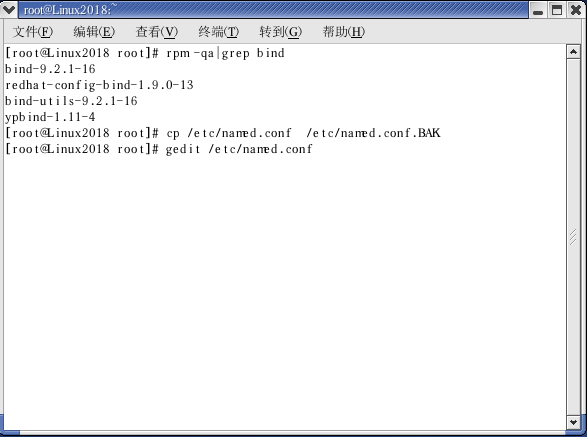 root@Linux2018:~
文件(F) 编辑(E) 查看(V) 终端(T) 转到(G) 帮助(H)
[root@Linux2018 root]# rpm -qa|grep bind
bind-9.2.1-16
redhat-config-bind-1.9.0-13
bind-utils-9.2.1-16
ypbind-1.11-4
[root@Linux2018 root]# cp /etc/named.conf  /etc/named.conf.BAK
[root@Linux2018 root]# gedit /etc/named.conf